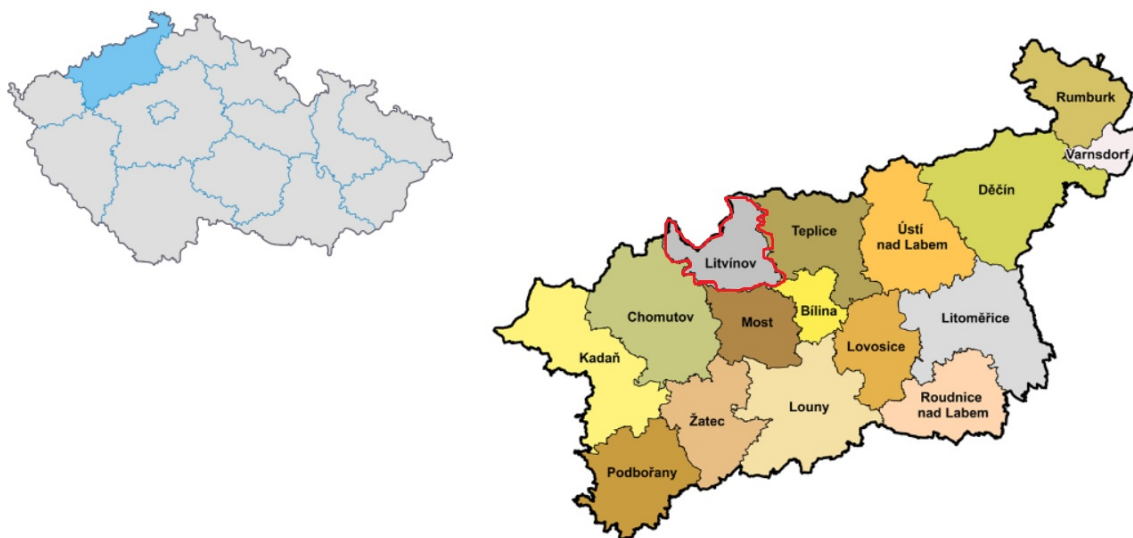 Rumburk
Varnsdorf
Děčín
Teplice
Ústí
nad Labem
Litvínov
Bílina
Litoměřice
Chomutov
Most
Lovosice
Kadaň
Roudnice
nad Labem
Žatec
Louny
Podbořany